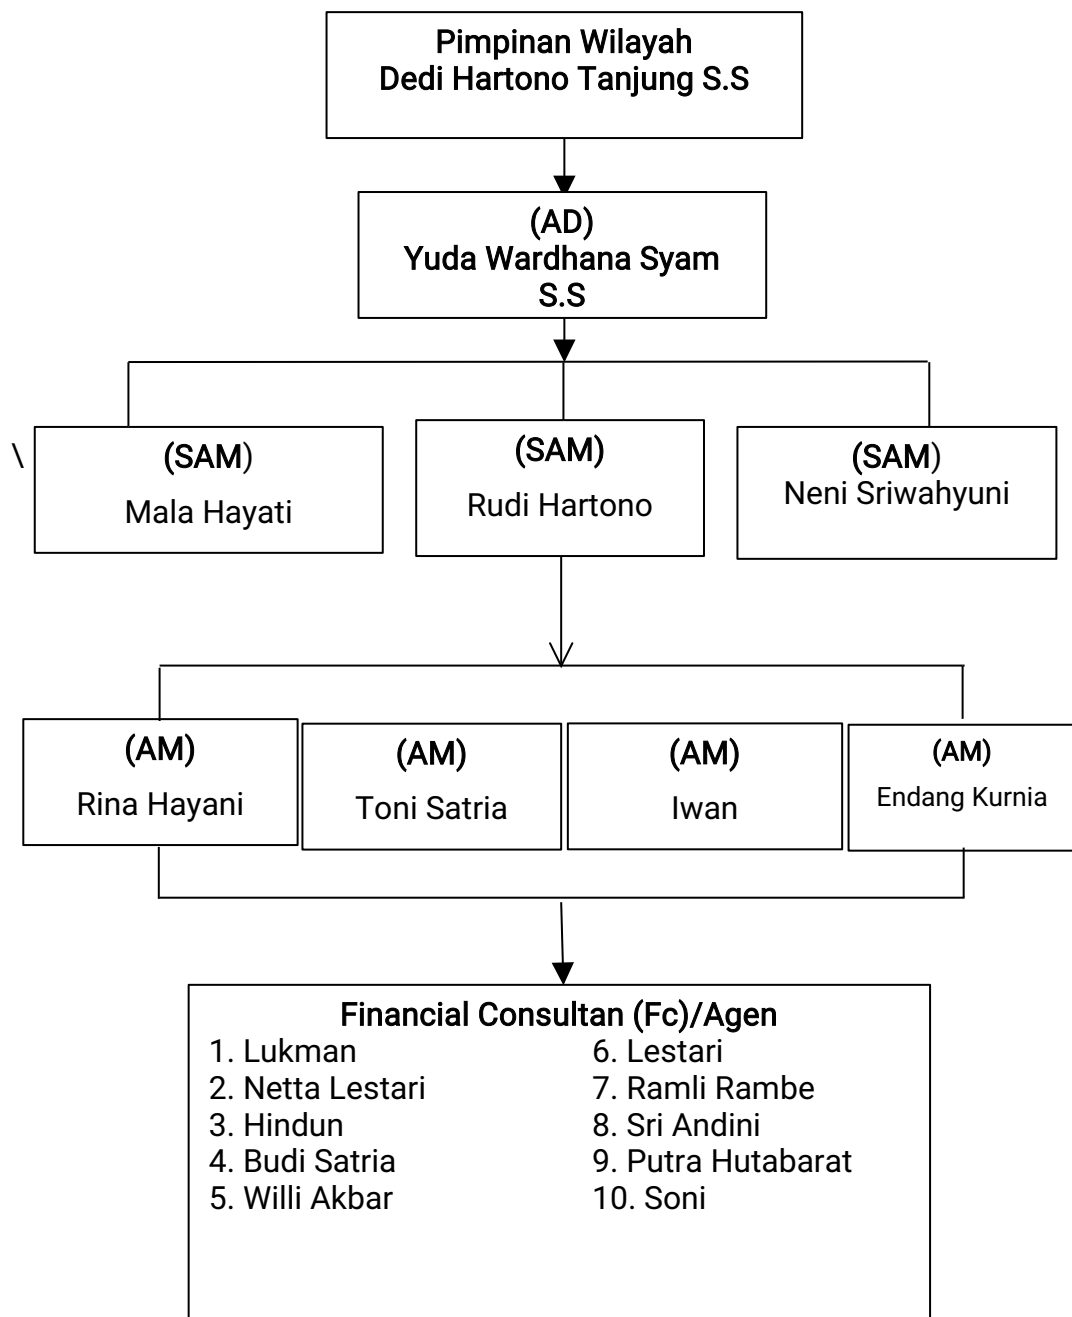 Pimpinan Wilayah
Dedi Hartono Tanjung S.S
(AD)
Yuda Wardhana Syam
S.S
\
(SAM)
Mala Hayati
(SAM)
Rudi Hartono
(SAM)
Neni Sriwahyuni
(AM)
Rina Hayani
(AM)
Toni Satria
(AM)
Iwan
(AM)
Endang Kurnia
Financial Consultan (Fc)/Agen
1. Lukman
2. Netta Lestari
3. Hindun
4. Budi Satria
5. Willi Akbar
6. Lestari
7. Ramli Rambe
8. Sri Andini
9. Putra Hutabarat
10. Soni